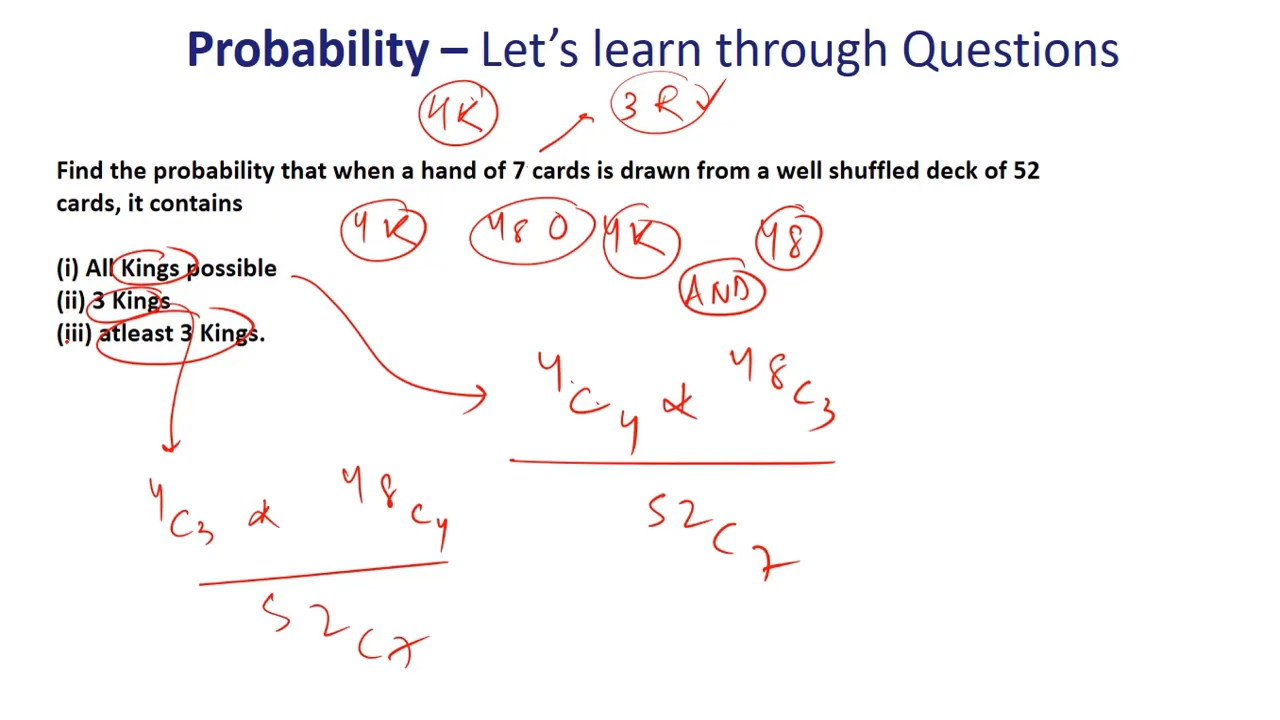 Probability – Let's learn through Questions
4K 3 R ✓
Find the probability that when a hand of 7 cards is drawn from a well shuffled deck of 52
cards, it contains
4K 48 O 4K 48
AND
(i) All Kings possible
(ii) 3 Kings
(iii) atleast 3 Kings.
4C4 × 48C3
52C7
4C3 × 48C4
52C7